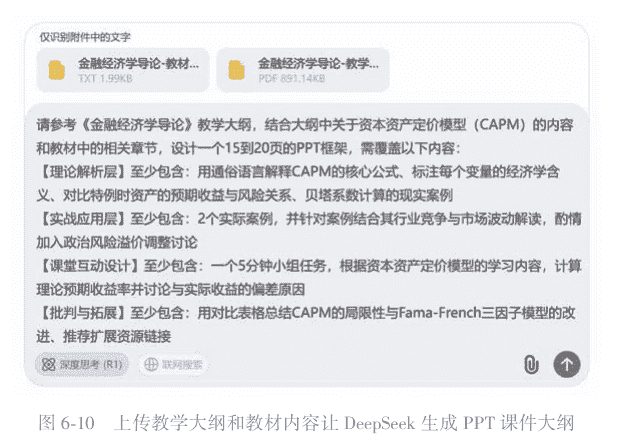 仅识别附件中的文字
金融经济学导论-教材...
TXT 1.99KB
金融经济学导论-教学...
PDF 891.14KB
请参考《金融经济学导论》教学大纲，结合大纲中关于资本资产定价模型（CAPM）的内容
和教材中的相关章节，设计一个15到20页的PPT框架，需覆盖以下内容：
【理论解析层】至少包含：用通俗语言解释CAPM的核心公式、标注每个变量的经济学含
义、对比特例时资产的预期收益与风险关系、贝塔系数计算的现实案例
【实战应用层】至少包含：2个实际案例，并针对案例结合其行业竞争与市场波动解读，酌情
加入政治风险溢价调整讨论
【课堂互动设计】至少包含：一个5分钟小组任务，根据资本资产定价模型的学习内容，计算
理论预期收益率并讨论与实际收益的偏差原因
【批判与拓展】至少包含：用对比表格总结CAPM的局限性与Fama-French三因子模型的改
进、推荐扩展资源链接
深度思考 (R1)
联网搜索
图 6-10 上传教学大纲和教材内容让 DeepSeek 生成 PPT 课件大纲